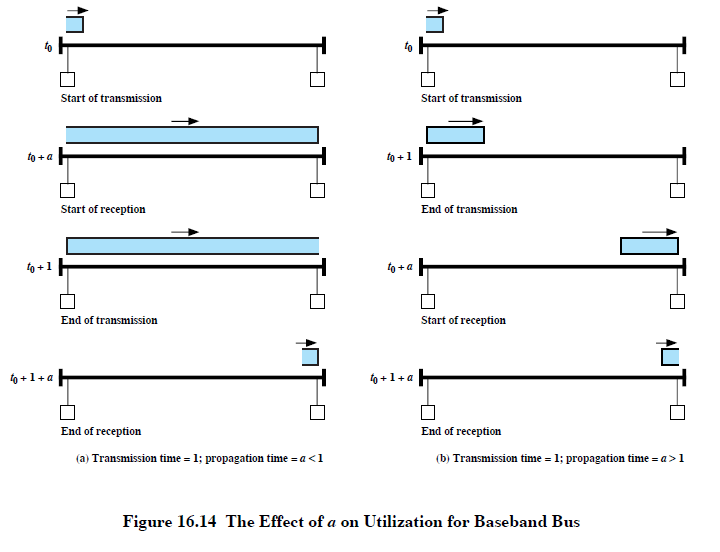 t0
Start of transmission
t0 + a
Start of reception
t0 + 1
End of transmission
t0 + 1 + a
End of reception
(a) Transmission time = 1; propagation time = a < 1
t0
Start of transmission
t0 + 1
End of transmission
t0 + a
Start of reception
t0 + 1 + a
End of reception
(b) Transmission time = 1; propagation time = a > 1
Figure 16.14 The Effect of a on Utilization for Baseband Bus